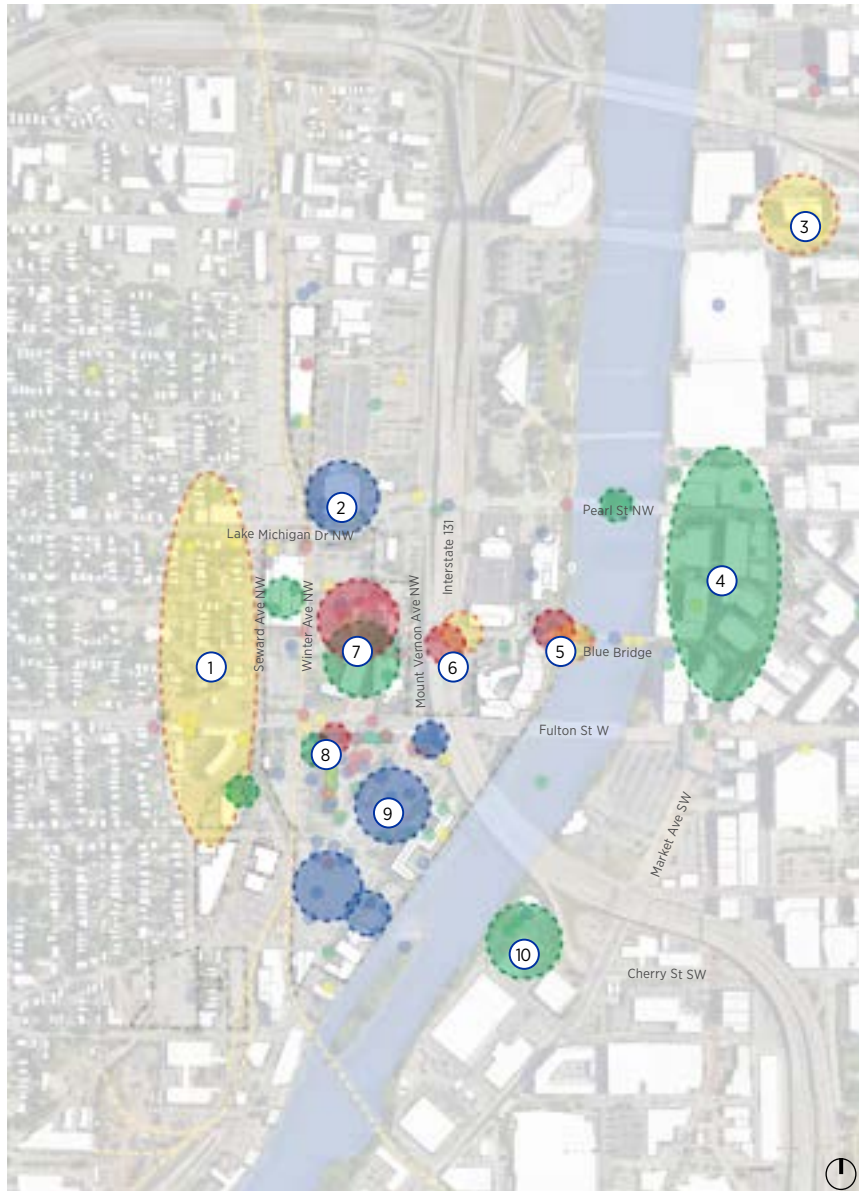 3
2
Pearl St NW
Lake Michigan Dr NW
Interstate 131
4
Seward Ave NW
Winter Ave NW
Mount Vernon Ave NW
1
7
6
5
Blue Bridge
Fulton St W
8
9
Market Ave SW
10
Cherry St SW